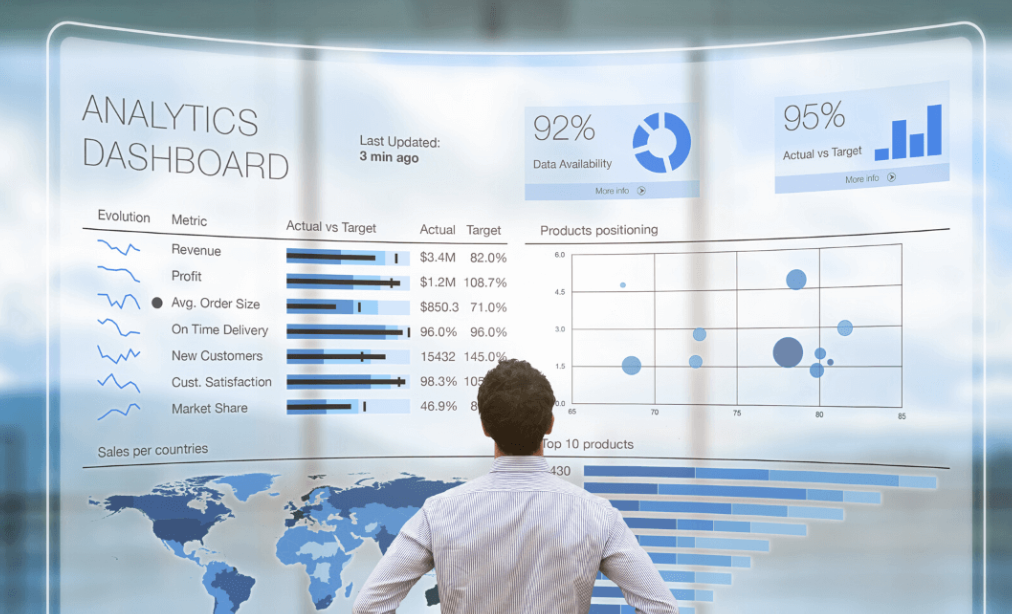 ANALYTICS
DASHBOARD
Last Updated:
3 min ago
92%
Data Availability
More info
95%
Actual vs Target
More info
Evolution Metric Actual vs Target Actual Target
Revenue $3.4M 82.0%
Profit $1.2M 108.7%
Avg. Order Size $850.3 71.0%
On Time Delivery 96.0% 96.0%
New Customers 15432 145.0%
Cust. Satisfaction 98.3%
Market Share 46.9%
Products positioning
6.0
4.5
3.0
1.5
0.0
65 70 75 80 85
Sales per countries
Top 10 products
430